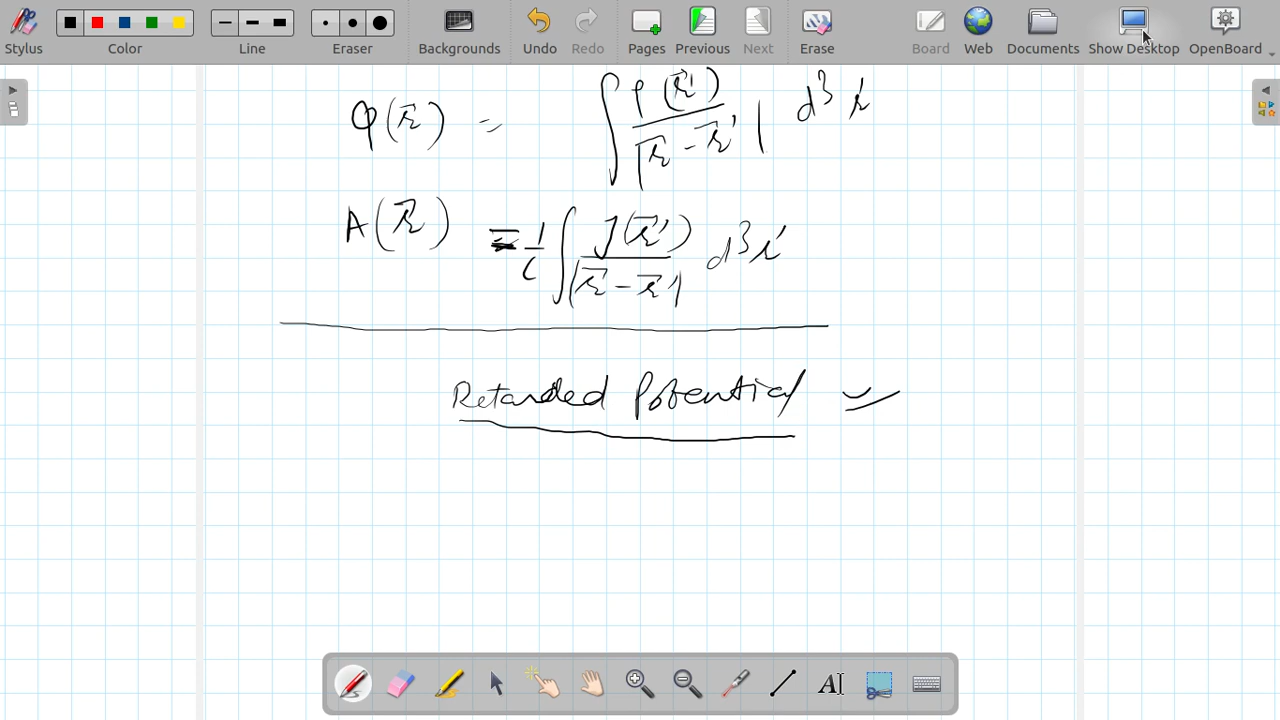 Stylus Color Line Eraser Backgrounds Undo Redo Pages Previous Next Erase Board Web Documents Show Desktop OpenBoard
φ(r⃗) = ∫ ρ(r⃗') / |r⃗ - r⃗'| d³r'
A(r⃗) = 1/c ∫ J(r⃗') / |r⃗ - r⃗'| d³r'
Retarded Potential
AI